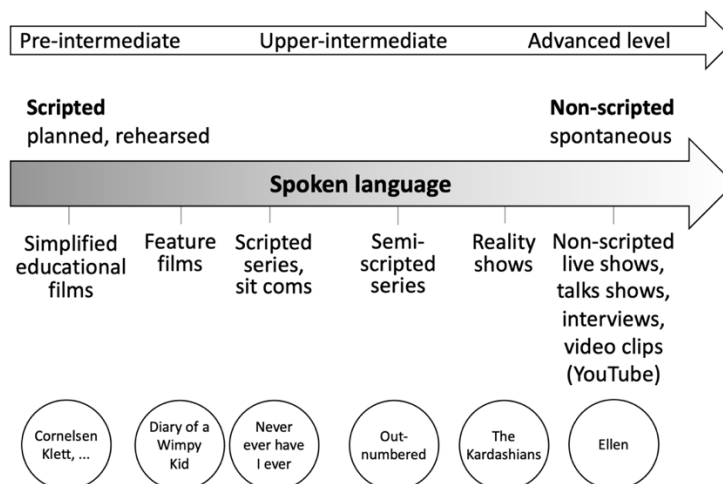 Pre-intermediate Upper-intermediate Advanced level
Scripted
planned, rehearsed
Non-scripted
spontaneous
Spoken language
Simplified
educational
films
Feature
films
Scripted
series,
sit coms
Semi-
scripted
series
Reality
shows
Non-scripted
live shows,
talks shows,
interviews,
video clips
(YouTube)
Cornelsen
Klett, ...
Diary of a
Wimpy
Kid
Never
ever have
I ever
Out-
numbered
The
Kardashians
Ellen